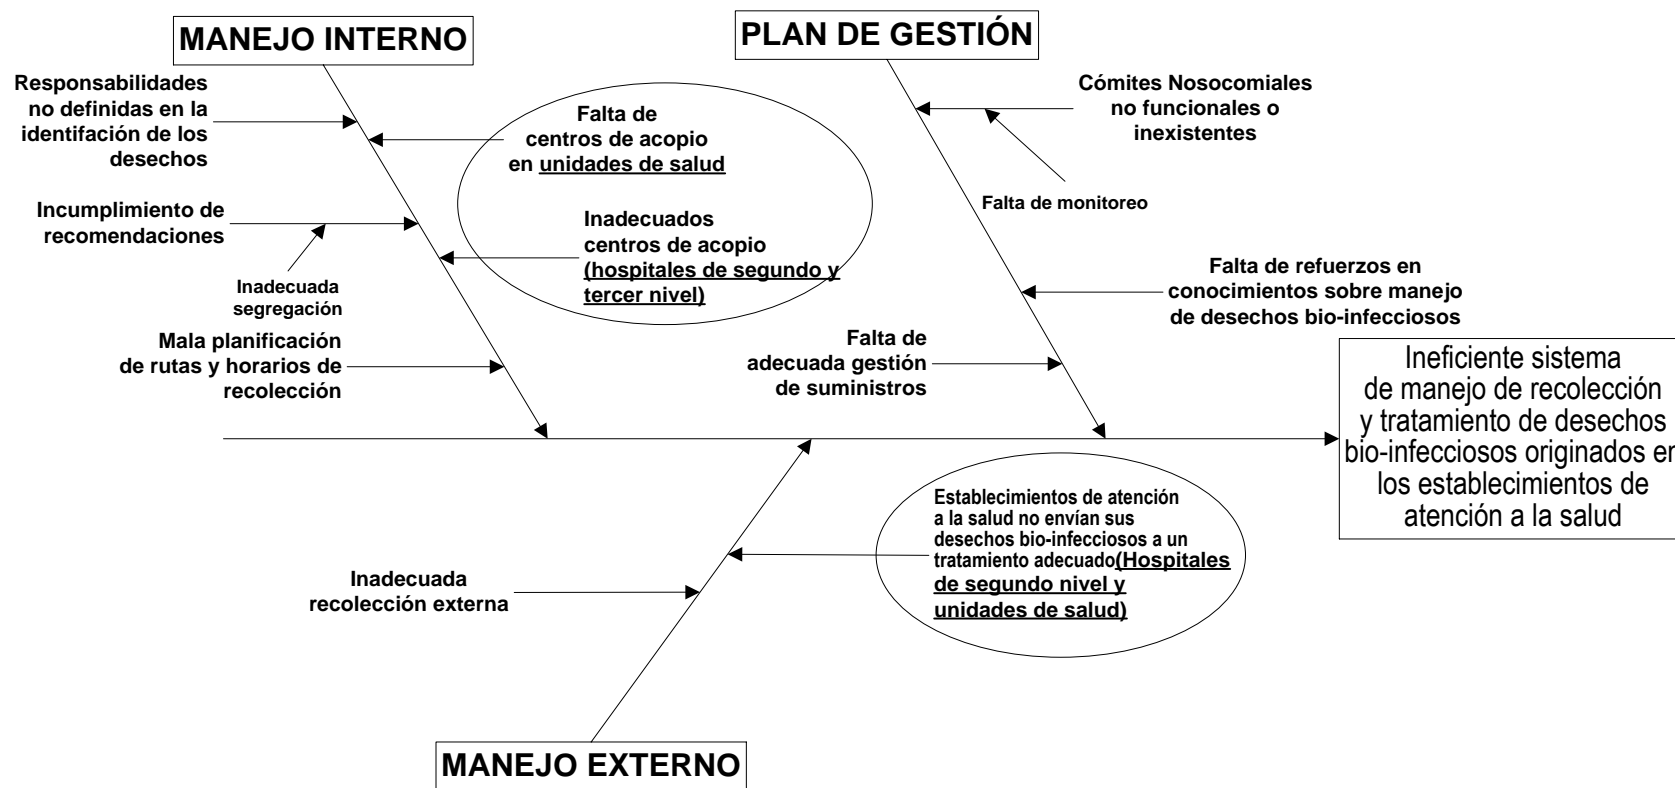 MANEJO INTERNO
PLAN DE GESTIÓN
Responsabilidades
no definidas en la
identifación de los
desechos
Falta de
centros de acopio
en unidades de salud
Cómites Nosocomiales
no funcionales o
inexistentes
Falta de monitoreo
Incumplimiento de
recomendaciones
Inadecuados
centros de acopio
(hospitales de segundo y
tercer nivel)
Inadecuada
segregación
Falta de refuerzos en
conocimientos sobre manejo
de desechos bio-infecciosos
Mala planificación
de rutas y horarios de
recolección
Falta de
adecuada gestión
de suministros
Ineficiente sistema
de manejo de recolección
y tratamiento de desechos
bio-infecciosos originados en
los establecimientos de
atención a la salud
Establecimientos de atención
a la salud no envían sus
desechos bio-infecciosos a un
tratamiento adecuado(Hospitales
de segundo nivel y
unidades de salud)
Inadecuada
recolección externa
MANEJO EXTERNO